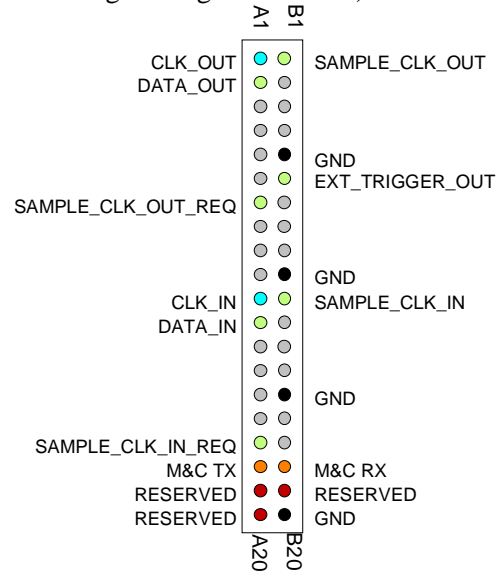 A1 B1
CLK_OUT SAMPLE_CLK_OUT
DATA_OUT
GND
EXT_TRIGGER_OUT
SAMPLE_CLK_OUT_REQ
GND
CLK_IN SAMPLE_CLK_IN
DATA_IN
GND
SAMPLE_CLK_IN_REQ
M&C TX M&C RX
RESERVED RESERVED
RESERVED GND
A20 B20